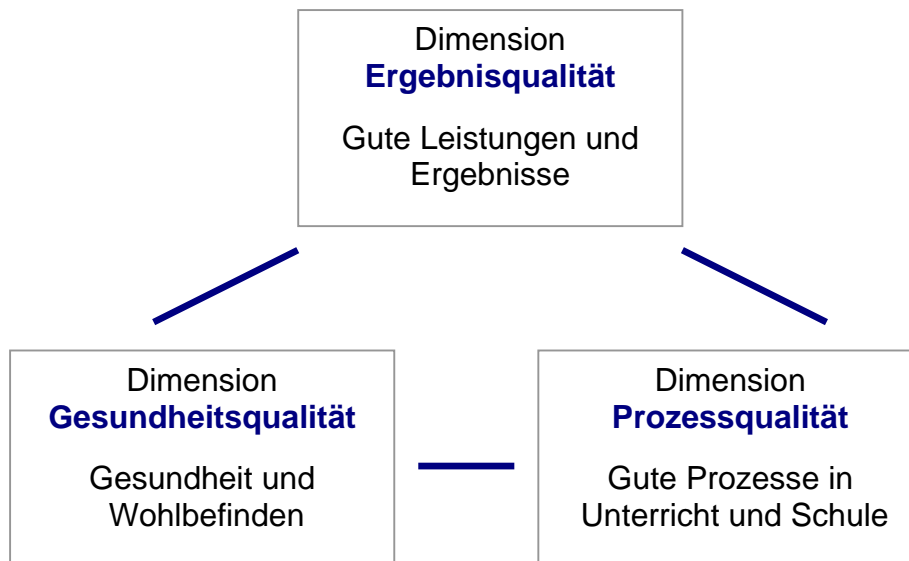 Dimension
Ergebnisqualität
Gute Leistungen und
Ergebnisse
Dimension
Gesundheitsqualität
Gesundheit und
Wohlbefinden
Dimension
Prozessqualität
Gute Prozesse in
Unterricht und Schule